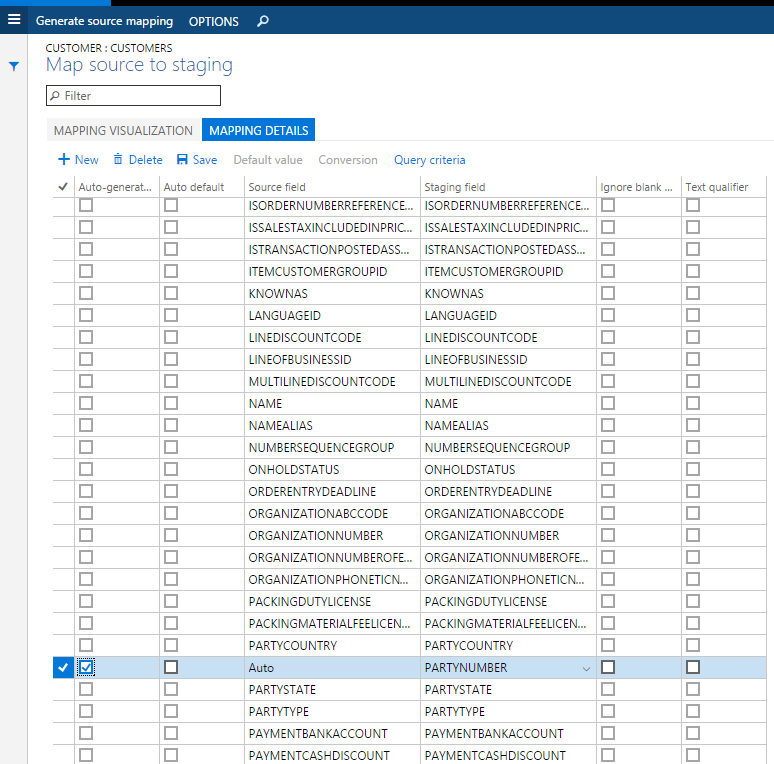 Generate source mapping OPTIONS
CUSTOMER : CUSTOMERS
Map source to staging
Filter
MAPPING VISUALIZATION MAPPING DETAILS
New Delete Save Default value Conversion Query criteria
Auto-generat... Auto default Source field Staging field Ignore blank ... Text qualifier
ISORDERNUMBERREFERENCE... ISORDERNUMBERREFERENCE...
ISSALESTAXINCLUDEDINPRIC... ISSALESTAXINCLUDEDINPRIC...
ISTRANSACTIONPOSTEDASS... ISTRANSACTIONPOSTEDASS...
ITEMCUSTOMERGROUPID ITEMCUSTOMERGROUPID
KNOWNAS KNOWNAS
LANGUAGEID LANGUAGEID
LINEDISCOUNTCODE LINEDISCOUNTCODE
LINEOFBUSINESSID LINEOFBUSINESSID
MULTILINEDISCOUNTCODE MULTILINEDISCOUNTCODE
NAME NAME
NAMEALIAS NAMEALIAS
NUMBERSEQUENCEGROUP NUMBERSEQUENCEGROUP
ONHOLDSTATUS ONHOLDSTATUS
ORDERENTRYDEADLINE ORDERENTRYDEADLINE
ORGANIZATIONABCCODE ORGANIZATIONABCCODE
ORGANIZATIONNUMBER ORGANIZATIONNUMBER
ORGANIZATIONNUMBEROFE... ORGANIZATIONNUMBEROFE...
ORGANIZATIONPHONETICN... ORGANIZATIONPHONETICN...
PACKINGDUTYLICENSE PACKINGDUTYLICENSE
PACKINGMATERIALFEELICEN... PACKINGMATERIALFEELICEN...
PARTYCOUNTRY PARTYCOUNTRY
Auto PARTYNUMBER
PARTYSTATE PARTYSTATE
PARTYTYPE PARTYTYPE
PAYMENTBANKACCOUNT PAYMENTBANKACCOUNT
PAYMENTCASHDISCOUNT PAYMENTCASHDISCOUNT